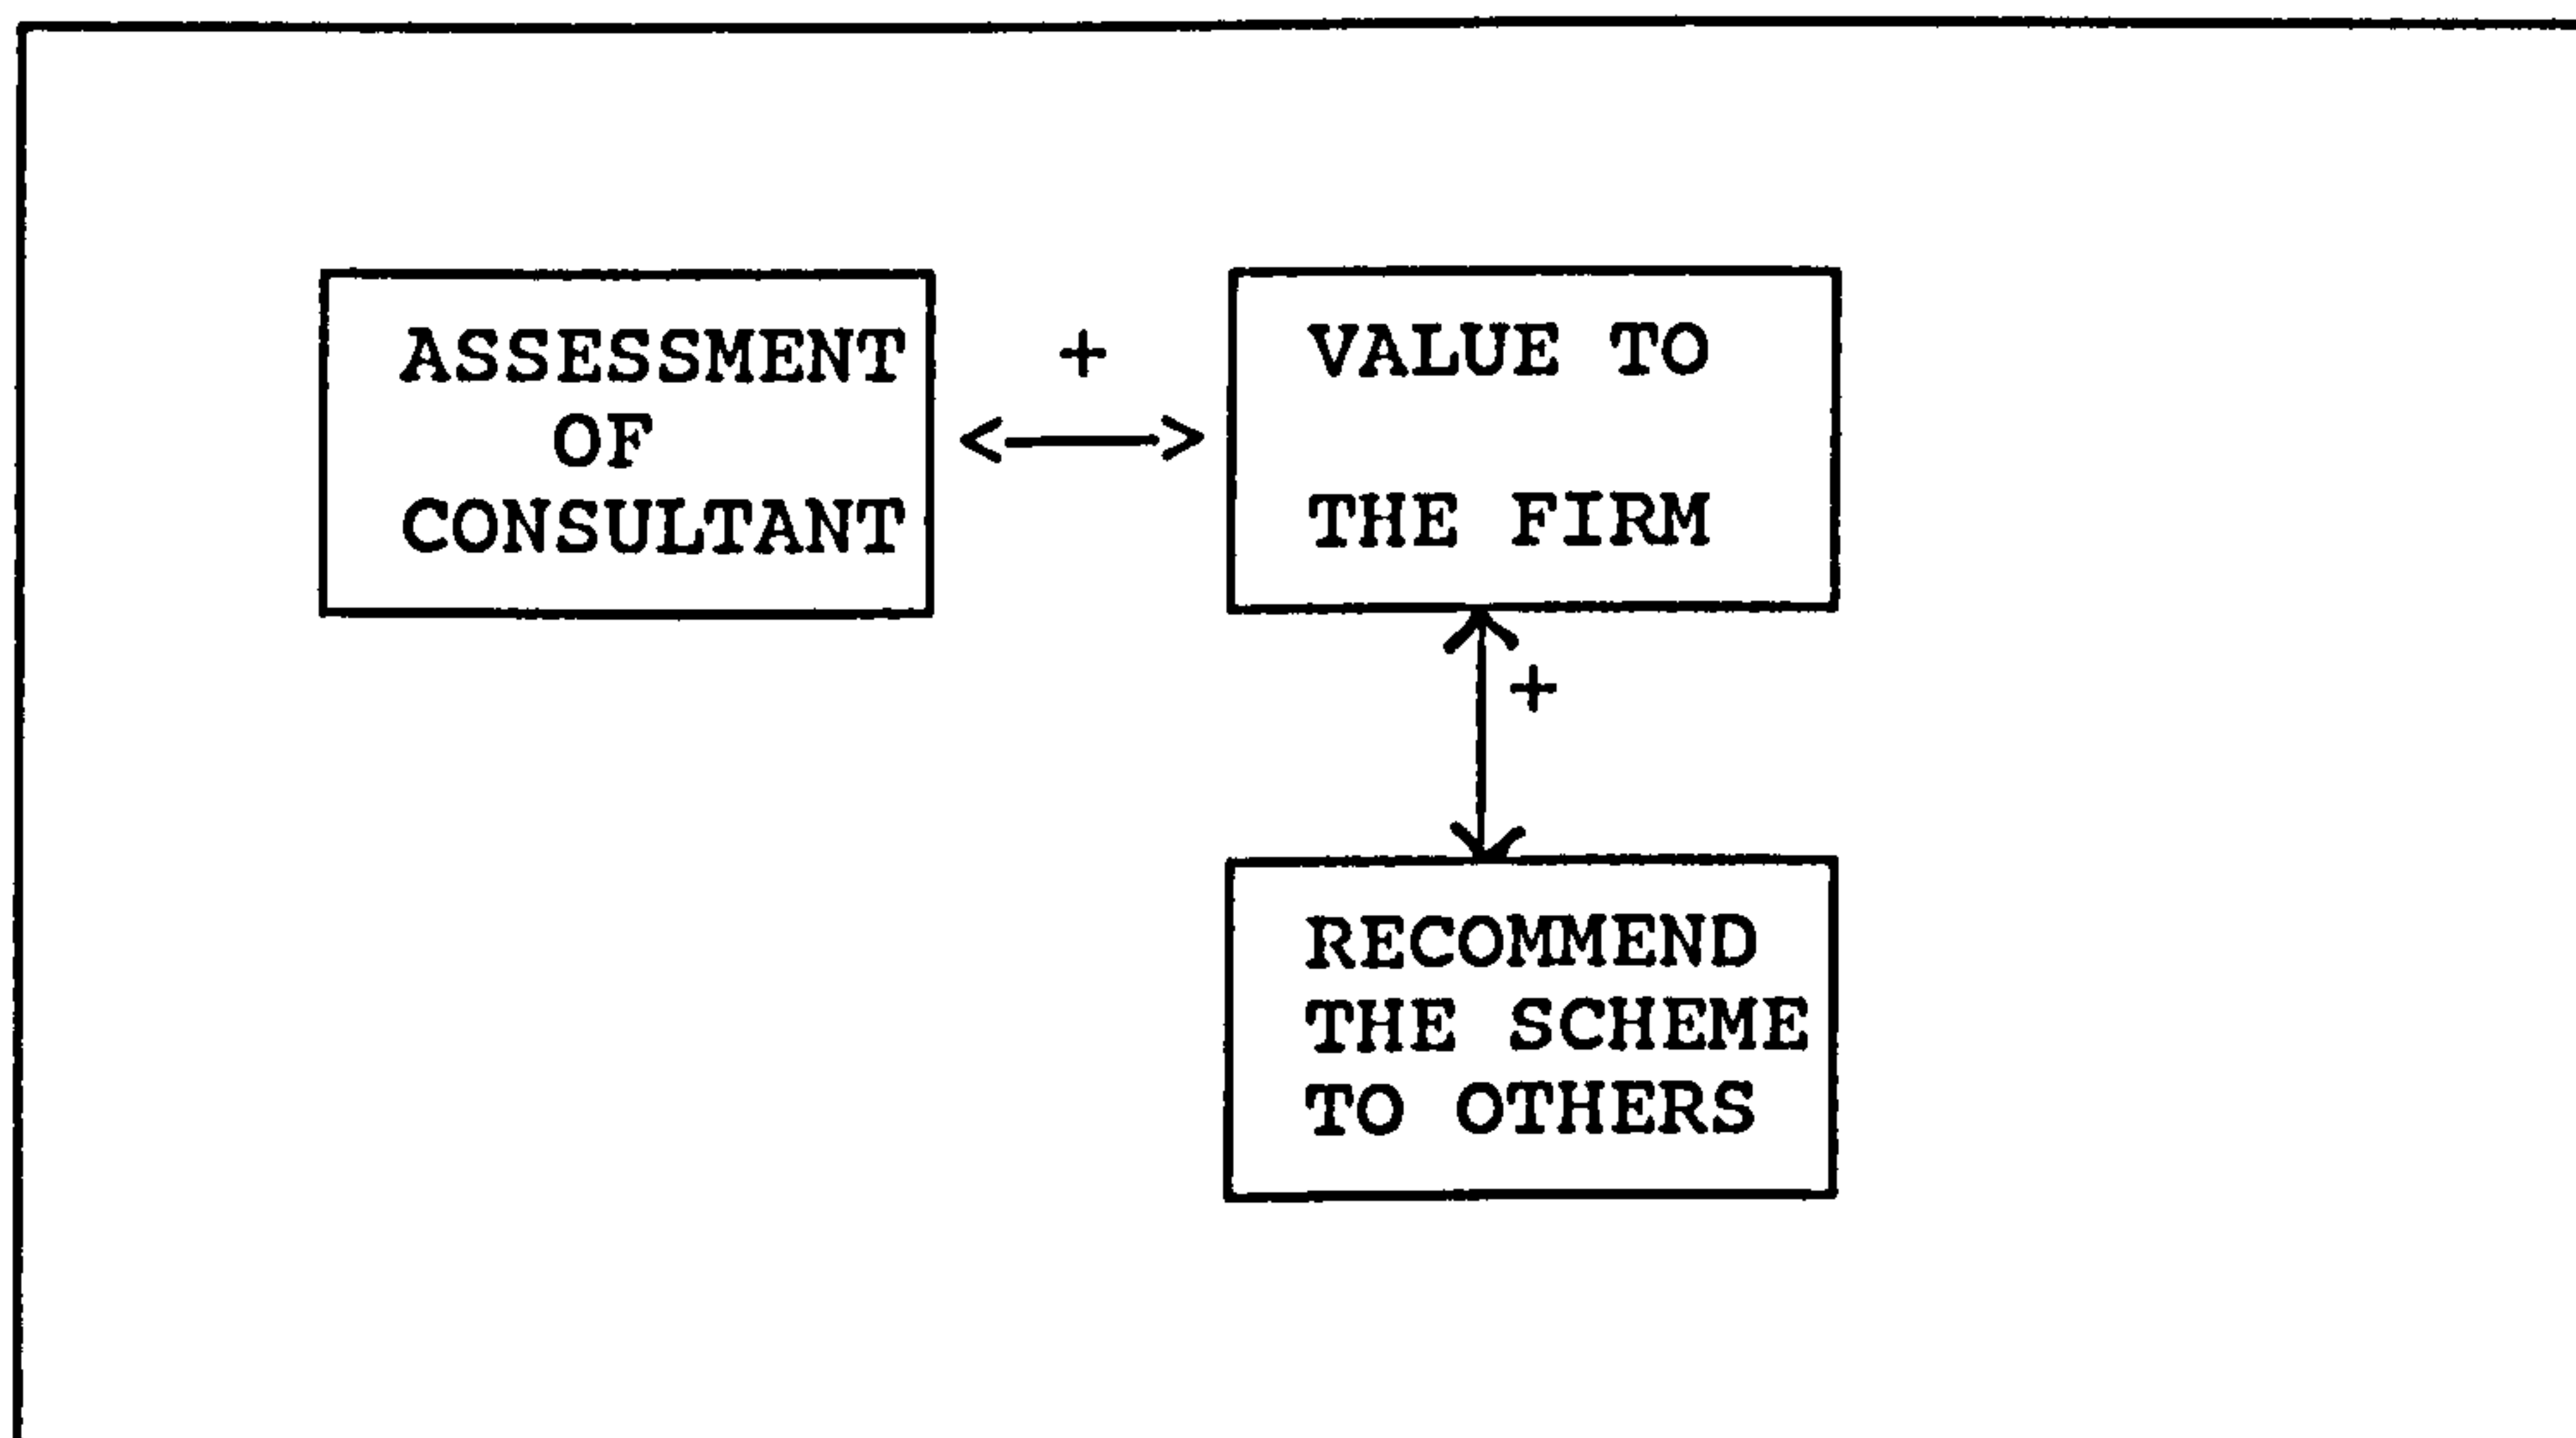 ASSESSMENT
OF
CONSULTANT
+
<——>
VALUE TO
THE FIRM
+
RECOMMEND
THE SCHEME
TO OTHERS